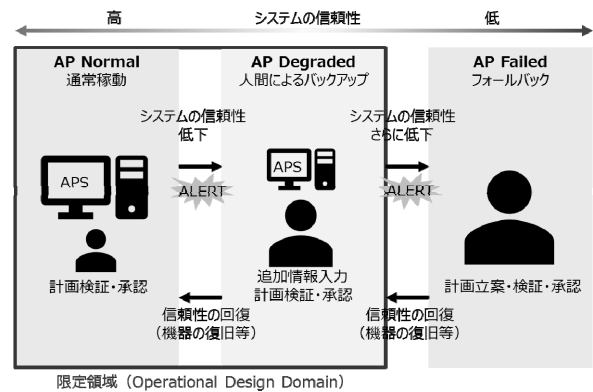 高
システムの信頼性
低
AP Normal
通常稼動
AP Degraded
人間によるバックアップ
AP Failed
フォールバック
システムの信頼性
低下
システムの信頼性
さらに低下
APS
ALERT
APS
ALERT
計画検証・承認
追加情報入力
計画検証・承認
計画立案・検証・承認
信頼性の回復
（機器の復旧等）
信頼性の回復
（機器の復旧等）
限定領域（Operational Design Domain）